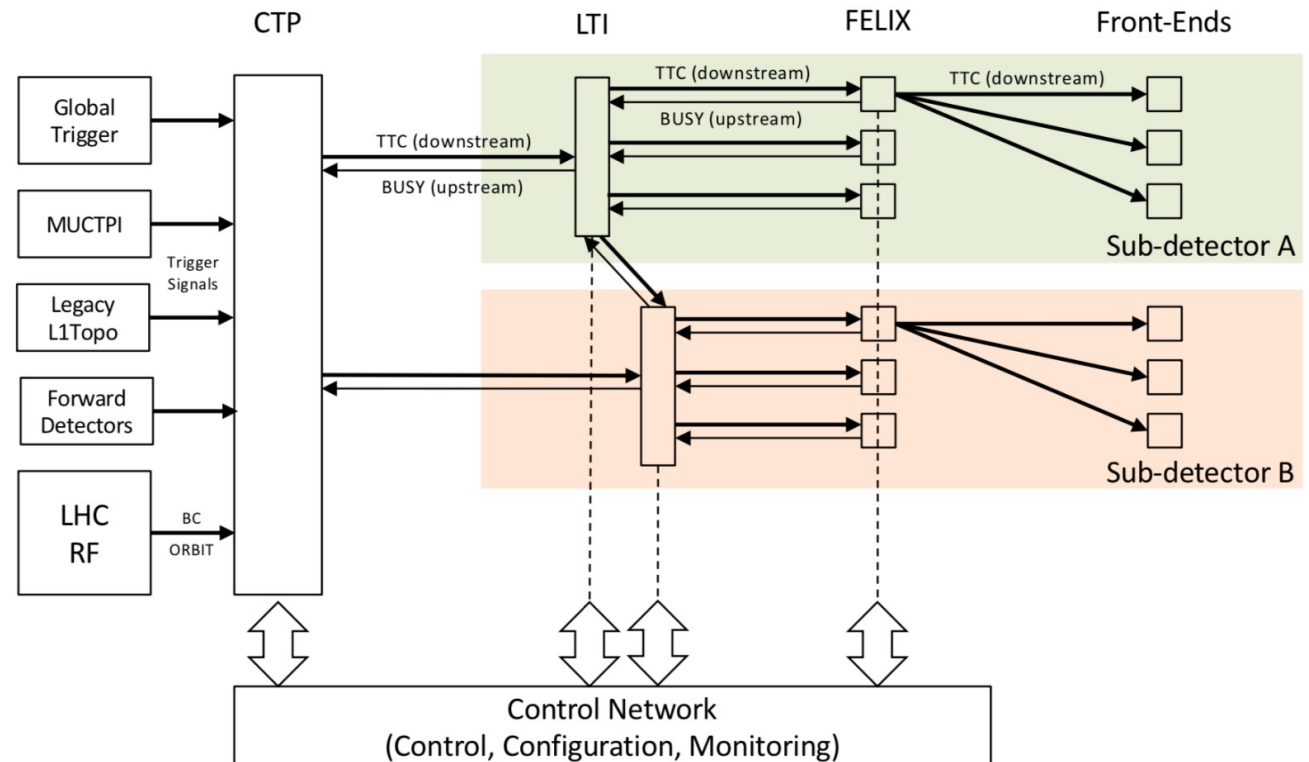 CTP
LTI
FELIX
Front-Ends
Global
Trigger
MUCTPI
Trigger
Signals
Legacy
L1Topo
Forward
Detectors
LHC
RF
BC
ORBIT
TTC (downstream)
BUSY (upstream)
TTC (downstream)
BUSY (upstream)
TTC (downstream)
Sub-detector A
Sub-detector B
Control Network
(Control, Configuration, Monitoring)